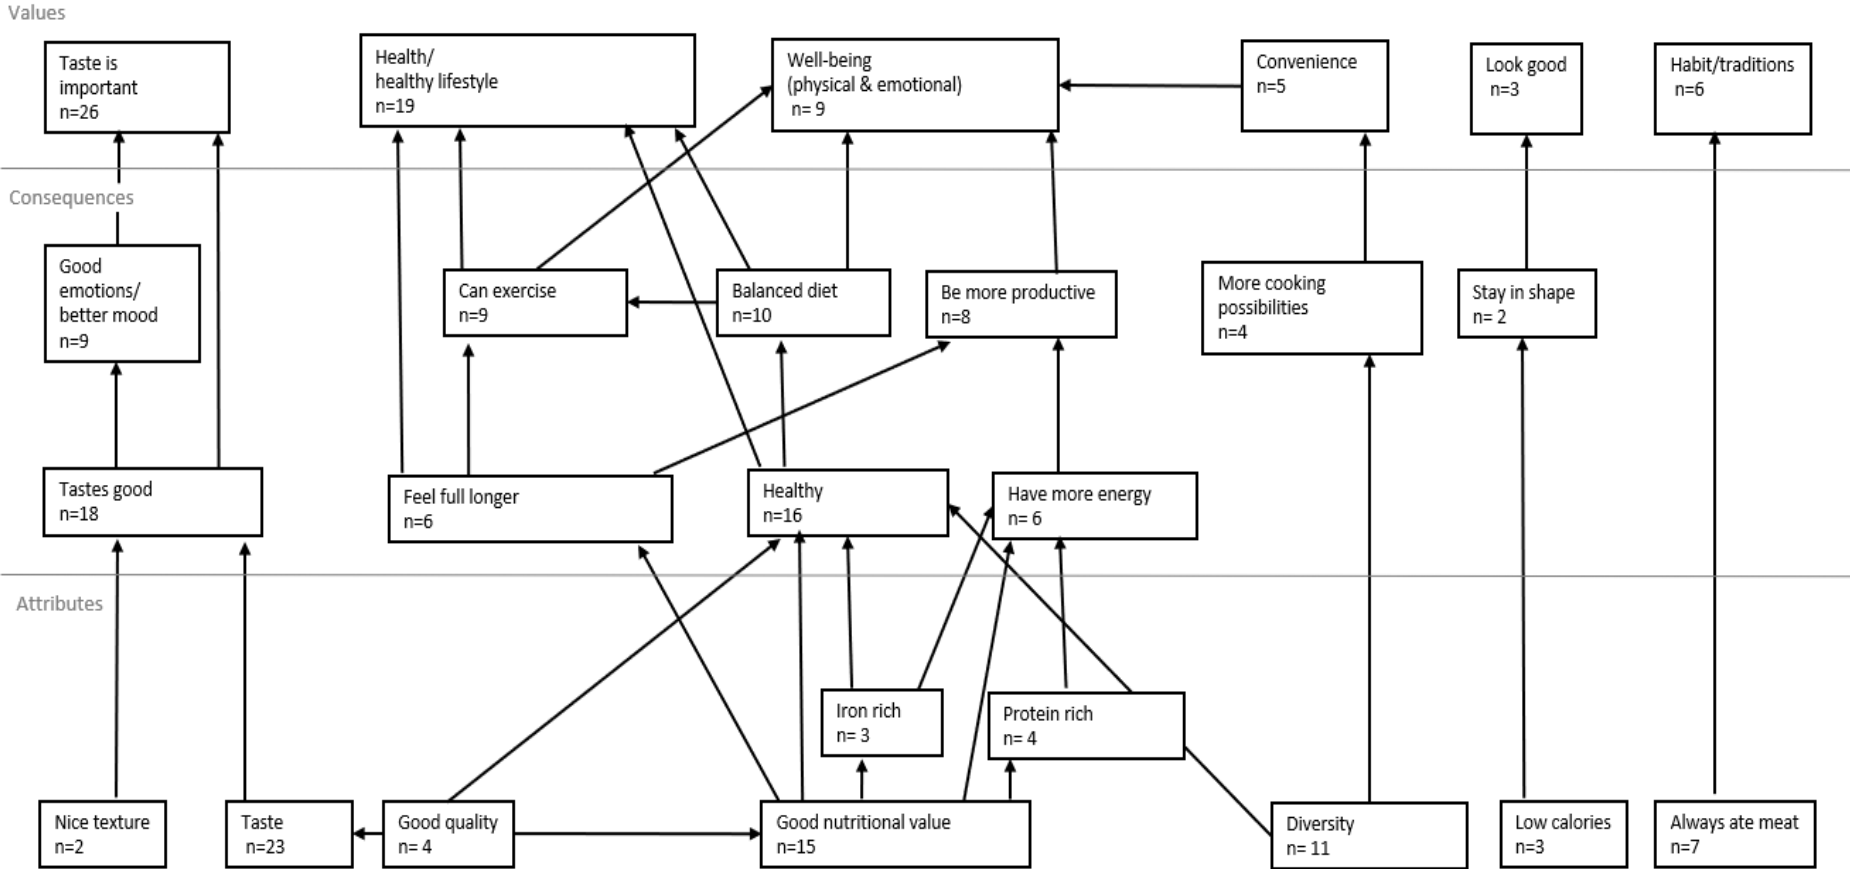 Values
Taste is
important
n=26
Health/
healthy lifestyle
n=19
Well-being
(physical & emotional)
n= 9
Convenience
n=5
Look good
n=3
Habit/traditions
n=6
Consequences
Good
emotions/
better mood
n=9
Can exercise
n=9
Balanced diet
n=10
Be more productive
n=8
More cooking
possibilities
n=4
Stay in shape
n= 2
Tastes good
n=18
Feel full longer
n=6
Healthy
n=16
Have more energy
n= 6
Attributes
Iron rich
n= 3
Protein rich
n= 4
Nice texture
n=2
Taste
n=23
Good quality
n= 4
Good nutritional value
n=15
Diversity
n= 11
Low calories
n=3
Always ate meat
n=7